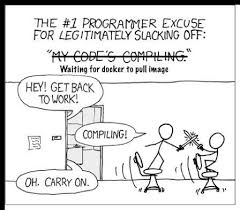 THE #1 PROGRAMMER EXCUSE
FOR LEGITIMATELY SLACKING OFF:
"MY CODE'S COMPILING."
Waiting for docker to pull image
HEY! GET BACK
TO WORK!
COMPILING!
OH. CARRY ON.